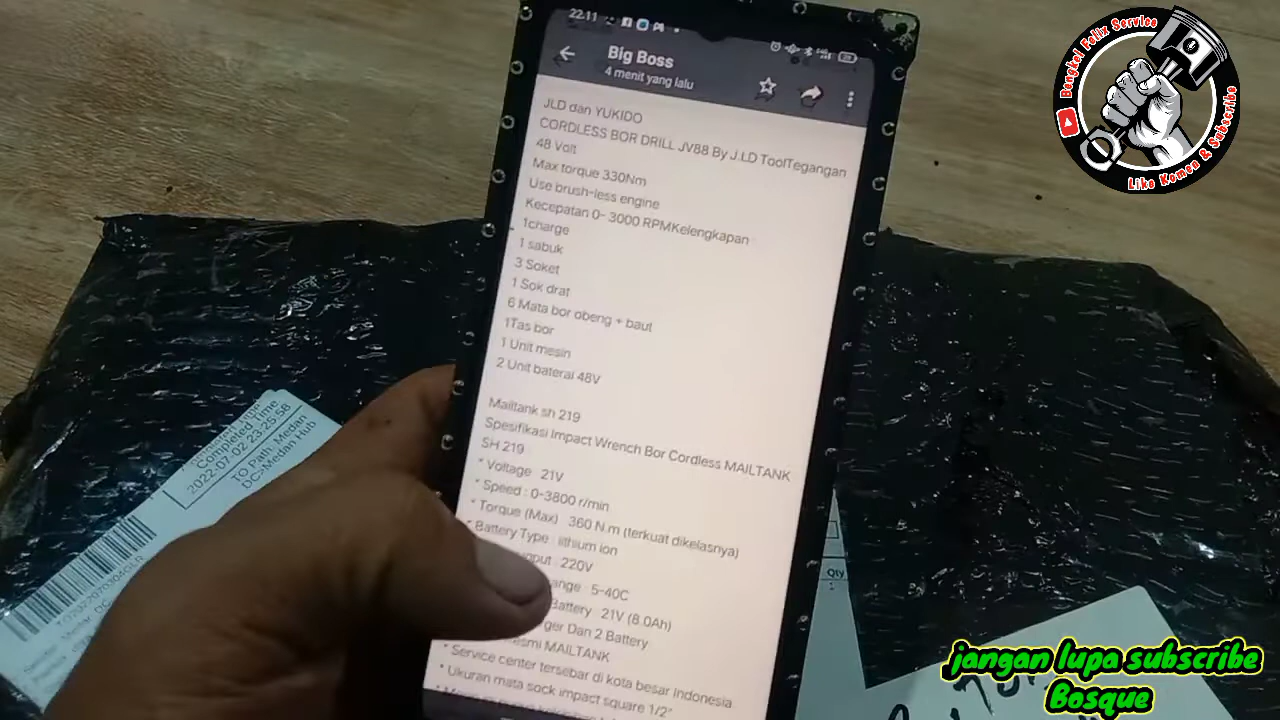 22.11
Big Boss
4 menit yang lalu
JLD dan YUKIDO
CORDLESS BOR DRILL JV88 By J.LD ToolTegangan
48 Volt
Max torque 330Nm
Use brush-less engine
Kecepatan 0- 3000 RPMKelengkapan
1charge
1 sabuk
3 Soket
1 Sok drat
6 Mata bor obeng + baut
1Tas bor
1 Unit mesin
2 Unit baterai 48V
Mailtank sh 219
Spesifikasi Impact Wrench Bor Cordless MAILTANK
SH 219
* Voltage 21V
* Speed : 0-3800 r/min
* Torque (Max) 360 N.m (terkuat dikelasnya)
* Battery Type : lithium ion
: 220V
: 5-40C
Battery 21V (8.0Ah)
Dan 2 Battery
MAILTANK
* Service center tersebar di kota besar Indonesia
* Ukuran mata sock impact square 1/2"
Completed Time
2022-07-02 23:25:58
TO Path Medan
DC>Medan Hub
Qty
Bengkel Felix Service
Like Komen & Subscribe
jangan lupa subscribe
Bosque